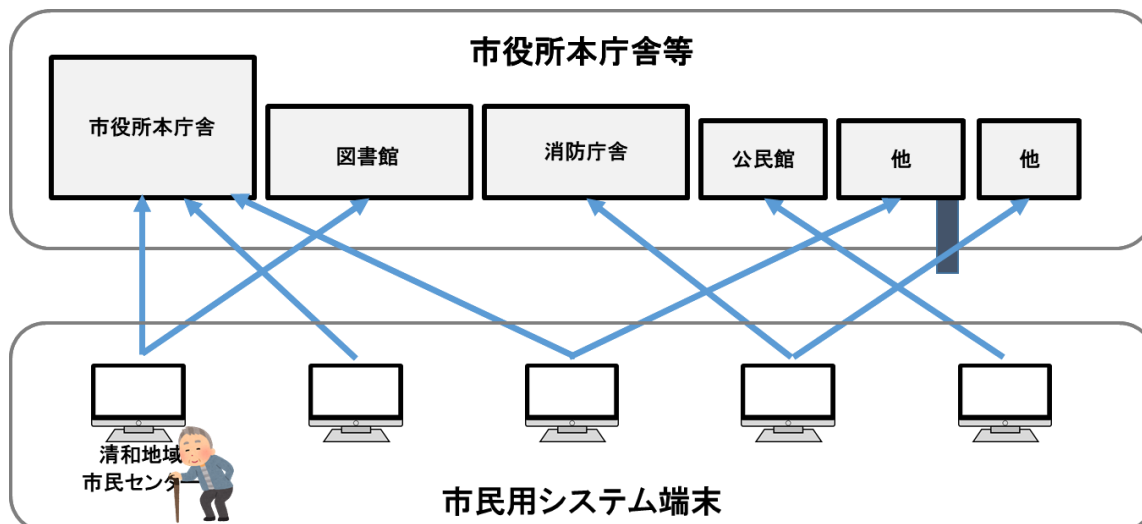 市役所本庁舎等
市役所本庁舎
図書館
消防庁舎
公民館
他
他
清和地域
市民センター
市民用システム端末